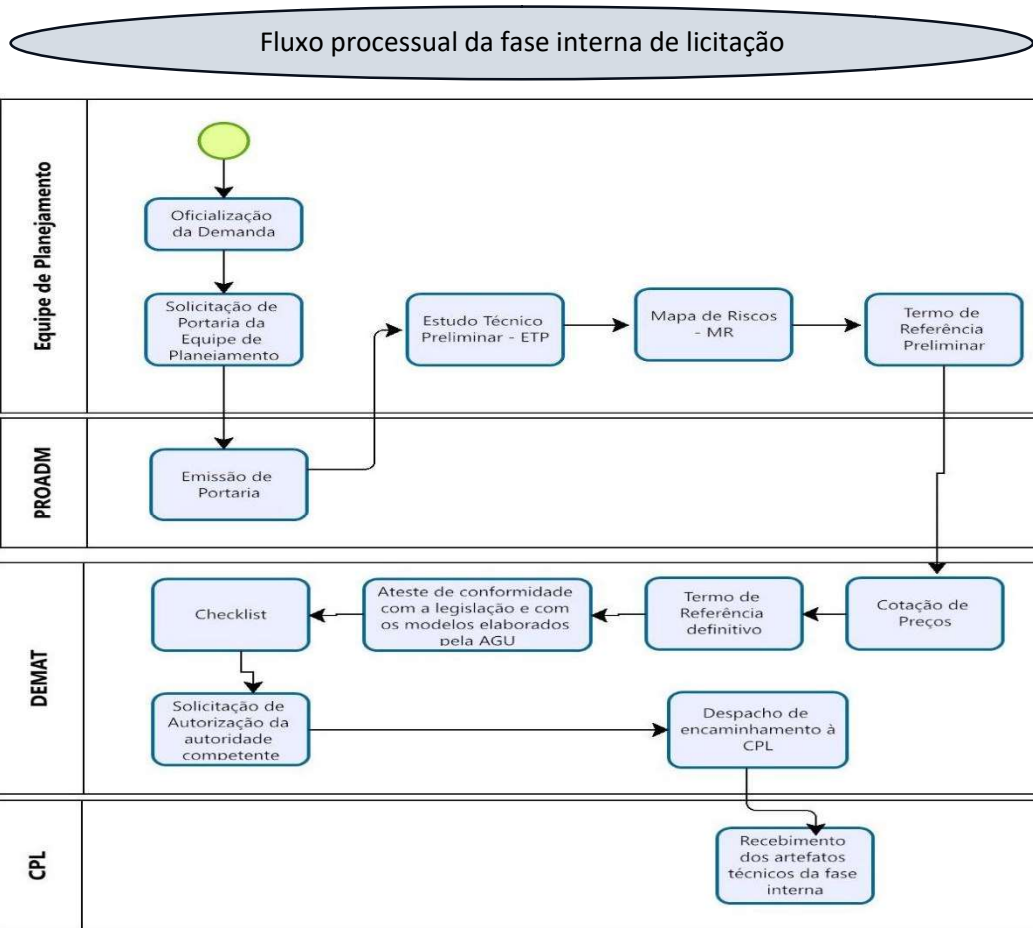 Fluxo processual da fase interna de licitação
Equipe de Planejamento
Oficialização
da Demanda
Solicitação de
Portaria da
Equipe de
Planejamento
Estudo Técnico
Preliminar - ETP
Mapa de Riscos
- MR
Termo de
Referência
Preliminar
PROADM
Emissão de
Portaria
DEMAT
Checklist
Ateste de conformidade
com a legislação e com
os modelos elaborados
pela AGU
Termo de
Referência
definitivo
Cotação de
Preços
Solicitação de
Autorização da
autoridade
competente
Despacho de
encaminhamento à
CPL
CPL
Recebimento
dos artefatos
técnicos da fase
interna